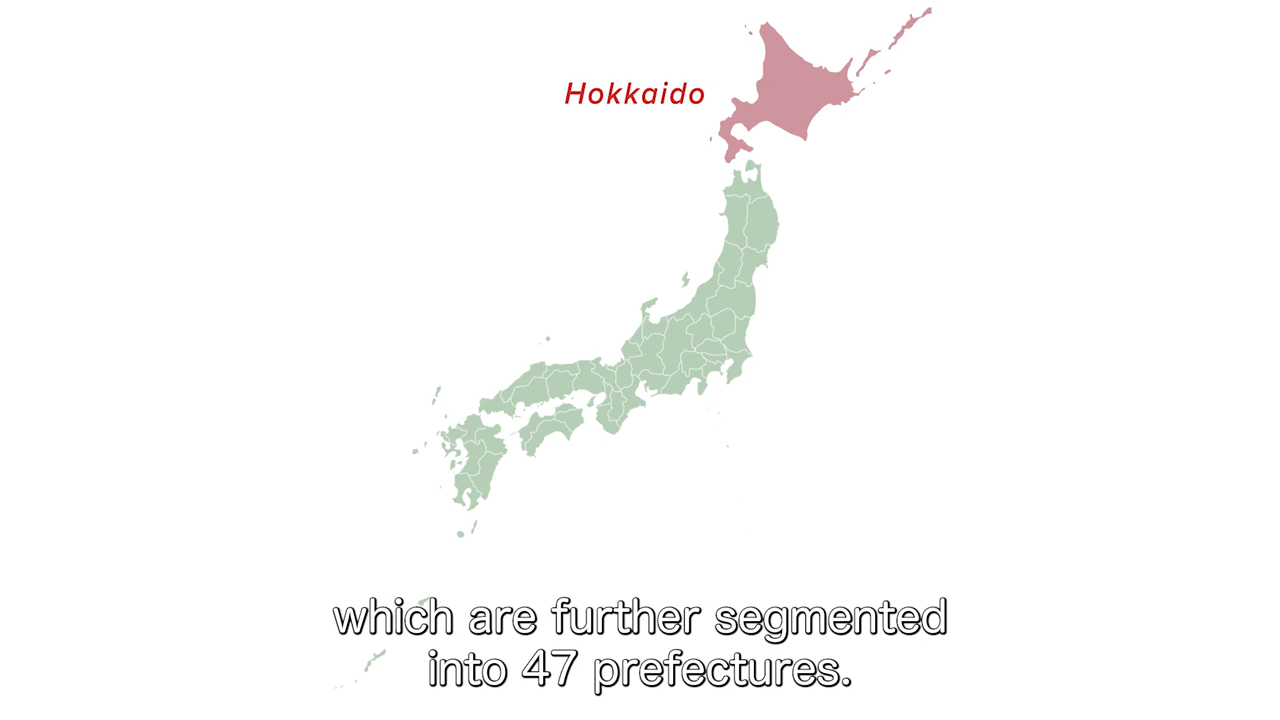 Hokkaido
which are further segmented
into 47 prefectures.